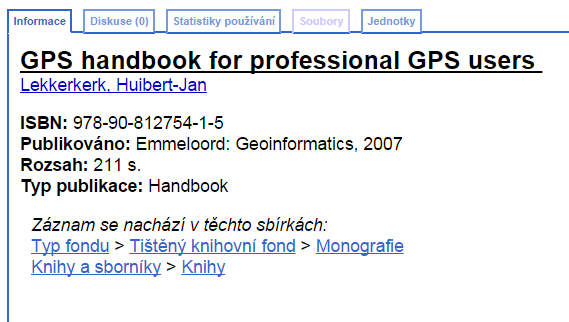 Informace Diskuse (0) Statistiky používání Soubory Jednotky
GPS handbook for professional GPS users
Lekkerkerk, Huibert-Jan
ISBN: 978-90-812754-1-5
Publikováno: Emmeloord: Geoinformatics, 2007
Rozsah: 211 s.
Typ publikace: Handbook
Záznam se nachází v těchto sbírkách:
Typ fondu > Tištěný knihovní fond > Monografie
Knihy a sborníky > Knihy